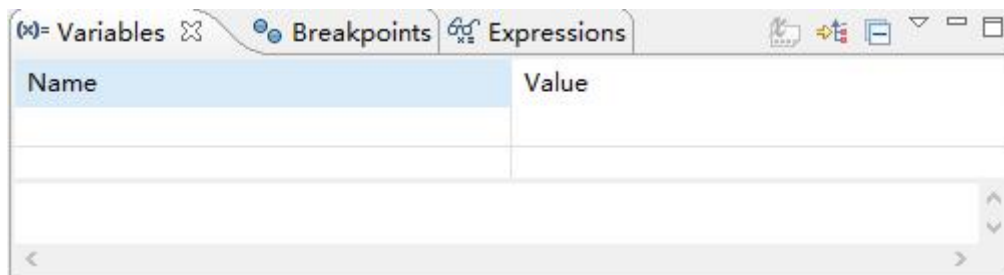 (x)= Variables Breakpoints Expressions
Name Value